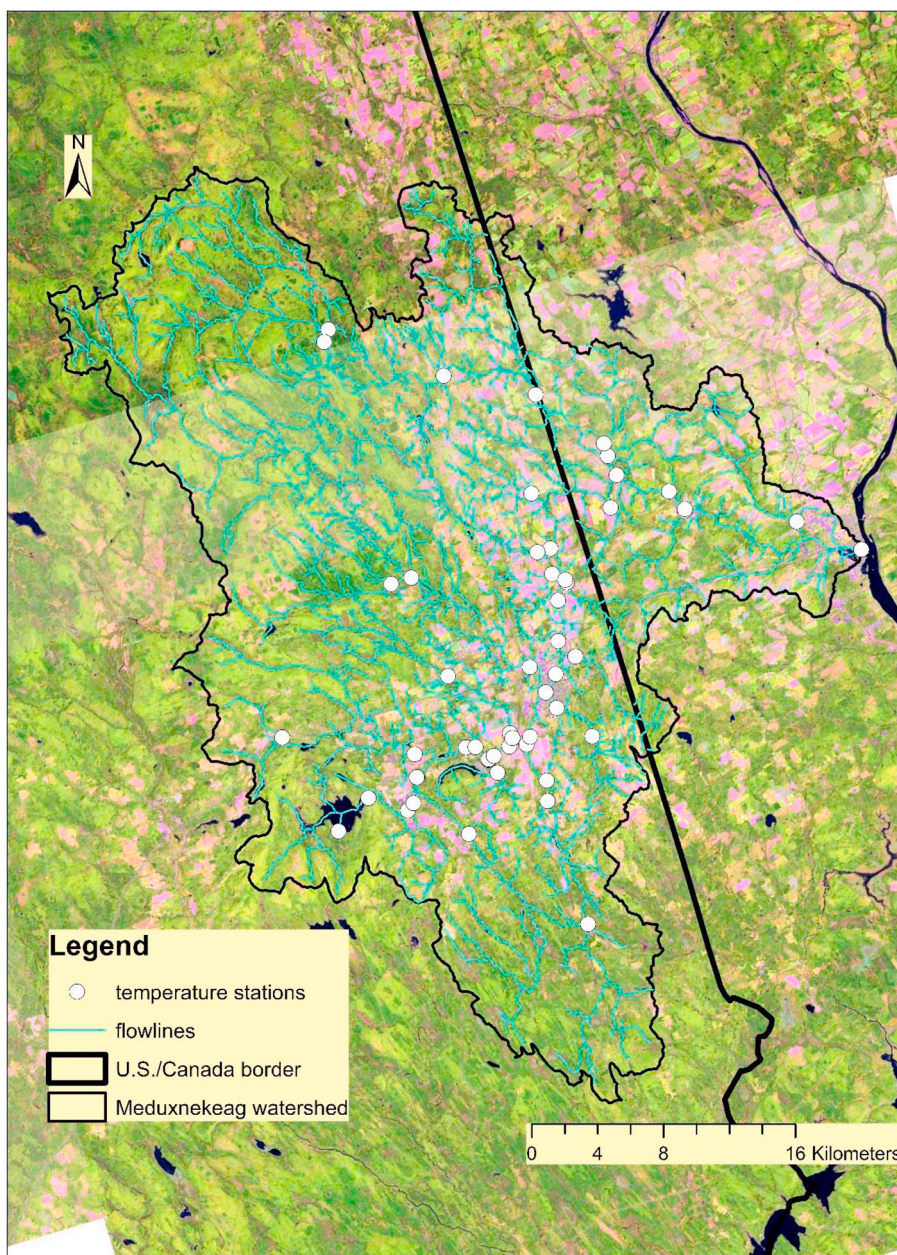 N
Legend
temperature stations
flowlines
U.S./Canada border
Meduxnekeag watershed
0 4 8 16 Kilometers